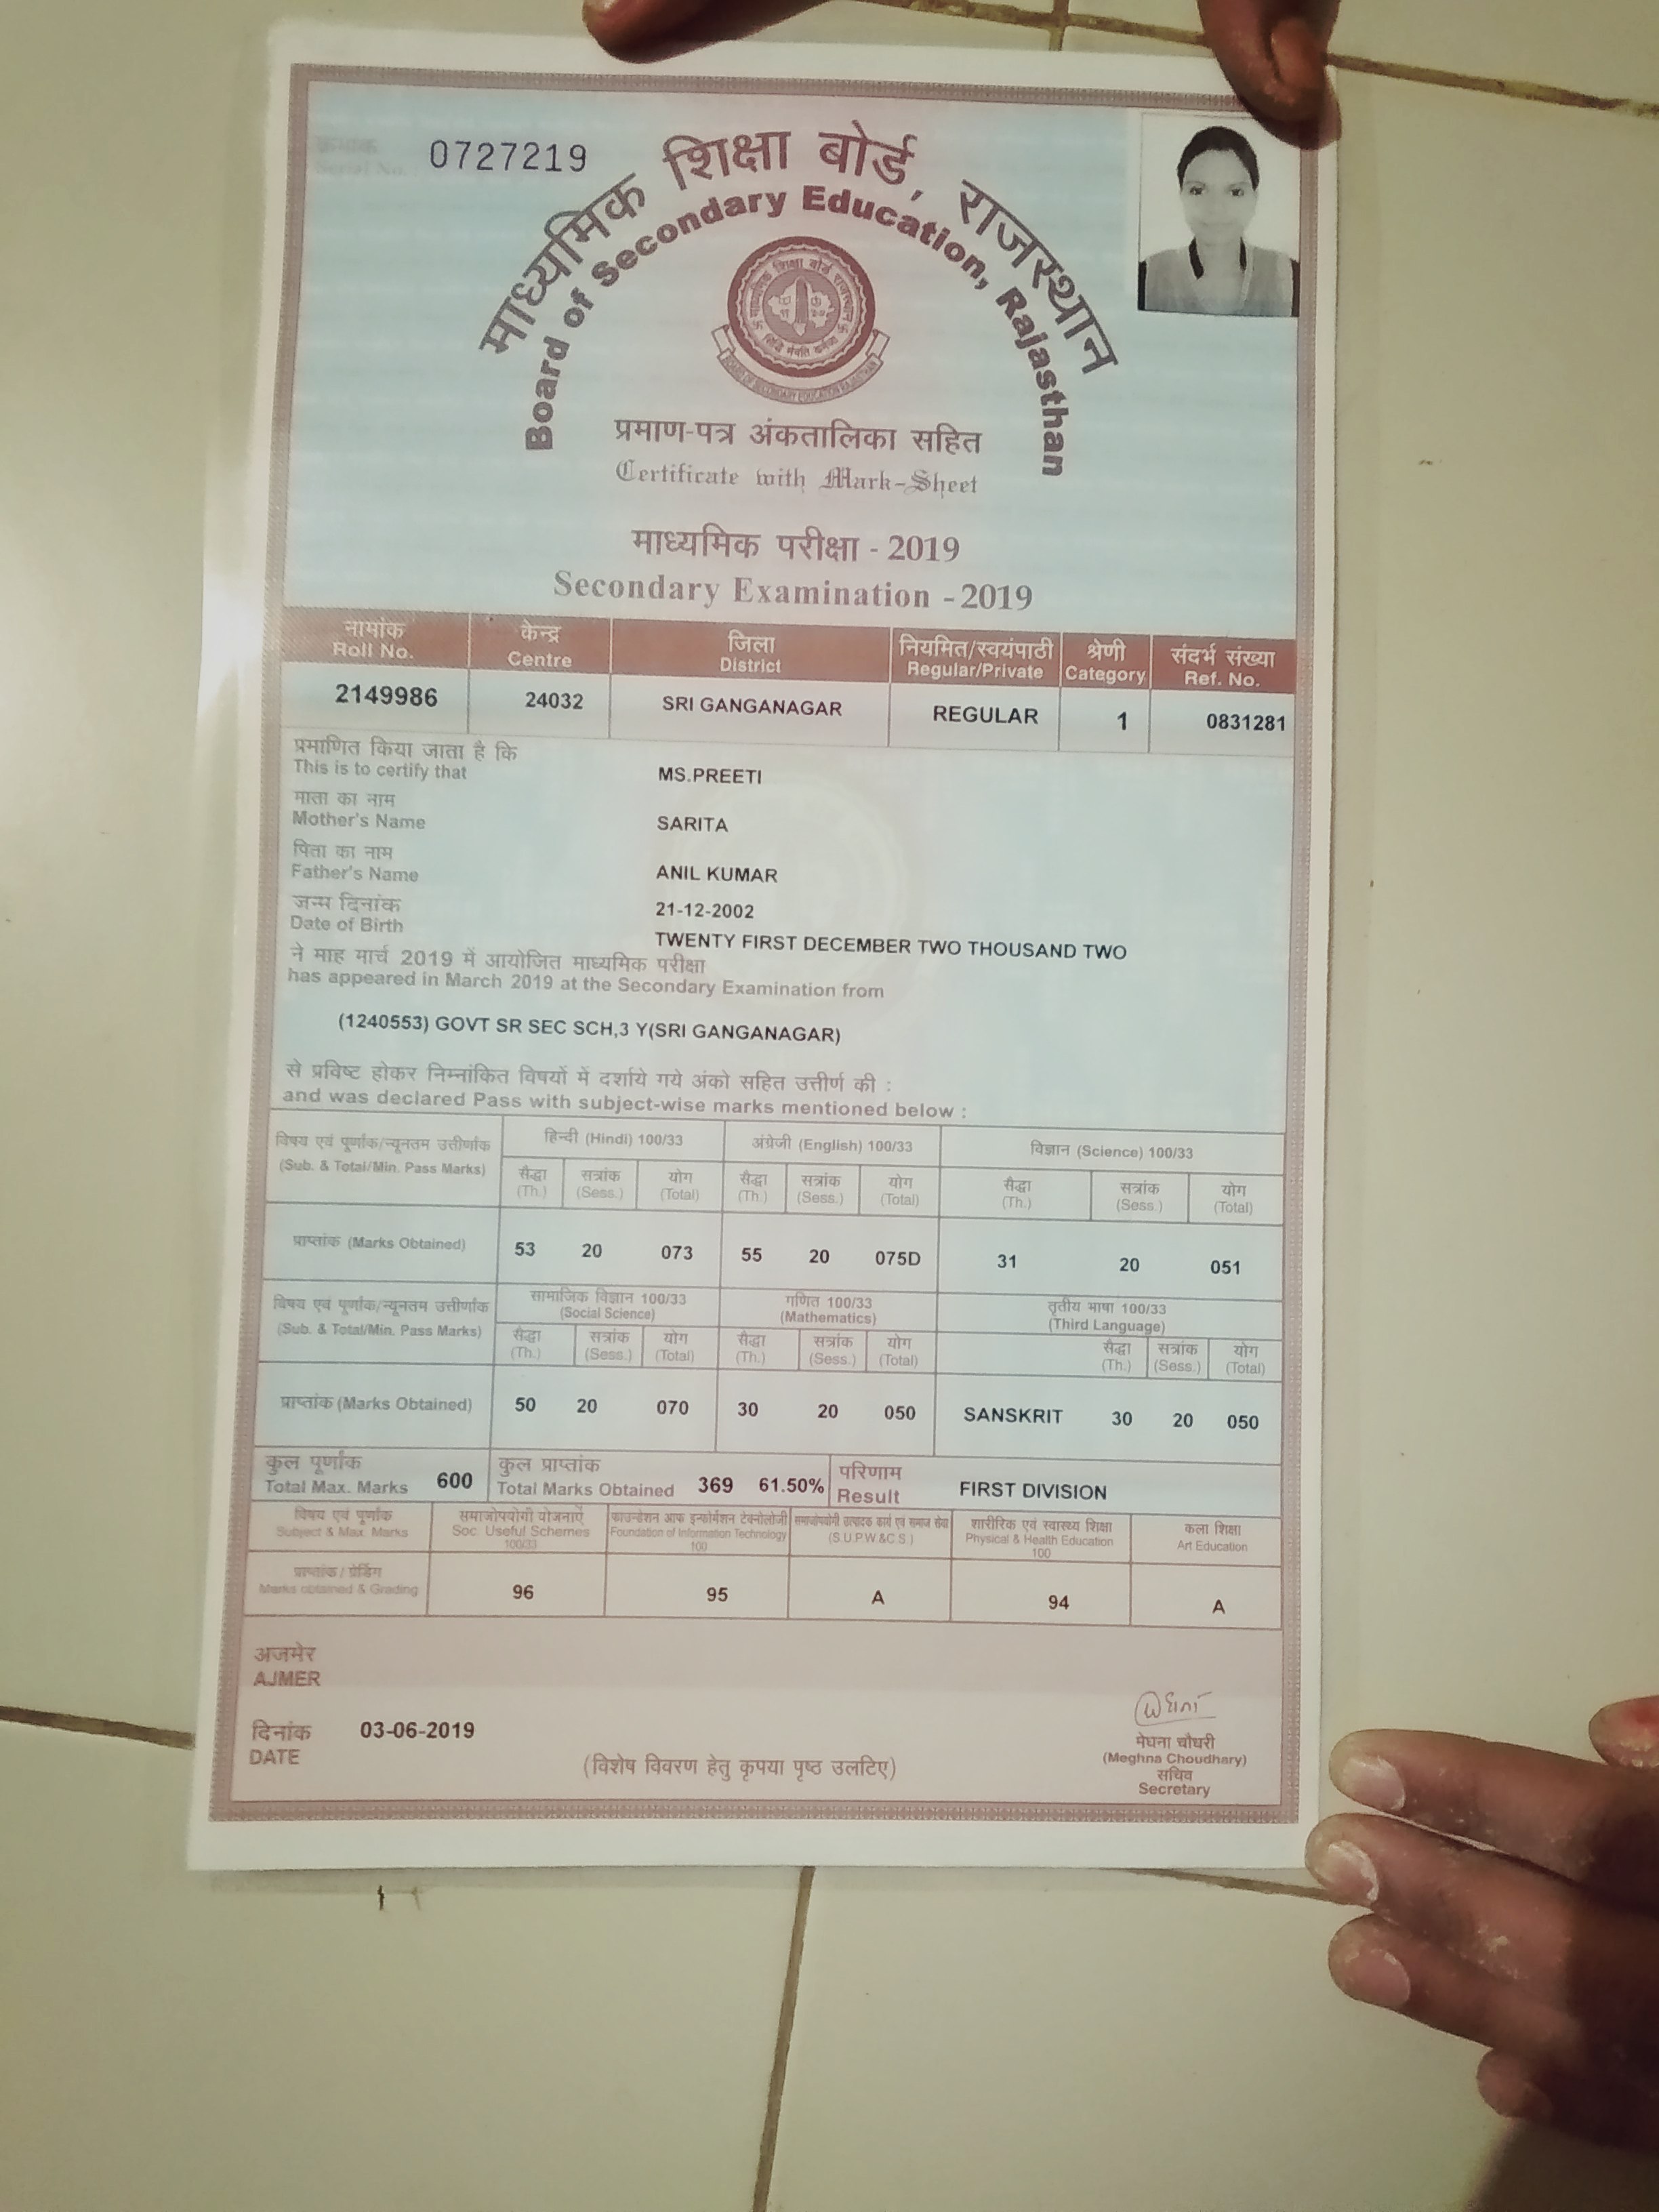 क्रमांक
Serial No. 0727219
माध्यमिक शिक्षा बोर्ड, राजस्थान
Board of Secondary Education, Rajasthan
माध्यमिक शिक्षा बोर्ड राजस्थान
BOARD OF SECONDARY EDUCATION RAJASTHAN
प्रमाण-पत्र अंकतालिका सहित
Certificate with Mark-Sheet
माध्यमिक परीक्षा - 2019
Secondary Examination - 2019
नामांक केन्द्र जिला नियमित/स्वयंपाठी श्रेणी संदर्भ संख्या
Roll No. Centre District Regular/Private Category Ref. No.
2149986 24032 SRI GANGANAGAR REGULAR 1 0831281
प्रमाणित किया जाता है कि
This is to certify that MS.PREETI
माता का नाम
Mother's Name SARITA
पिता का नाम
Father's Name ANIL KUMAR
जन्म दिनांक 21-12-2002
Date of Birth TWENTY FIRST DECEMBER TWO THOUSAND TWO
ने माह मार्च 2019 में आयोजित माध्यमिक परीक्षा
has appeared in March 2019 at the Secondary Examination from
(1240553) GOVT SR SEC SCH,3 Y(SRI GANGANAGAR)
से प्रविष्ट होकर निम्नांकित विषयों में दर्शाये गये अंको सहित उत्तीर्ण की :
and was declared Pass with subject-wise marks mentioned below :
विषय एवं पूर्णांक/न्यूनतम उत्तीर्णांक हिन्दी (Hindi) 100/33 अंग्रेजी (English) 100/33 विज्ञान (Science) 100/33
(Sub. & Total/Min. Pass Marks) सैद्धा सत्रांक योग सैद्धा सत्रांक योग सैद्धा सत्रांक योग
(Th.) (Sess.) (Total) (Th.) (Sess.) (Total) (Th.) (Sess.) (Total)
प्राप्तांक (Marks Obtained) 53 20 073 55 20 075D 31 20 051
विषय एवं पूर्णांक/न्यूनतम उत्तीर्णांक सामाजिक विज्ञान 100/33 गणित 100/33 तृतीय भाषा 100/33
(Social Science) (Mathematics) (Third Language)
(Sub. & Total/Min. Pass Marks) सैद्धा सत्रांक योग सैद्धा सत्रांक योग सैद्धा सत्रांक योग
(Th.) (Sess.) (Total) (Th.) (Sess.) (Total) (Th.) (Sess.) (Total)
प्राप्तांक (Marks Obtained) 50 20 070 30 20 050 SANSKRIT 30 20 050
कुल पूर्णांक कुल प्राप्तांक परिणाम
Total Max. Marks 600 Total Marks Obtained 369 61.50% Result FIRST DIVISION
विषय एवं पूर्णांक समाजोपयोगी योजनाऐं फाउन्डेशन आफ इन्फोर्मेशन टेक्नोलोजी समाजोपयोगी उत्पादक कार्य एवं समाज सेवा शारीरिक एवं स्वास्थ्य शिक्षा कला शिक्षा
Subject & Max. Marks Soc. Useful Schemes Foundation of Information Technology (S.U.P.W.&C.S.) Physical & Health Education Art Education
100/33 100 100
प्राप्तांक / ग्रेडिंग
Marks obtained & Grading 96 95 A 94 A
अजमेर
AJMER
दिनांक
DATE 03-06-2019
(विशेष विवरण हेतु कृपया पृष्ठ उलटिए)
मेघना चौधरी
(Meghna Choudhary)
सचिव
Secretary